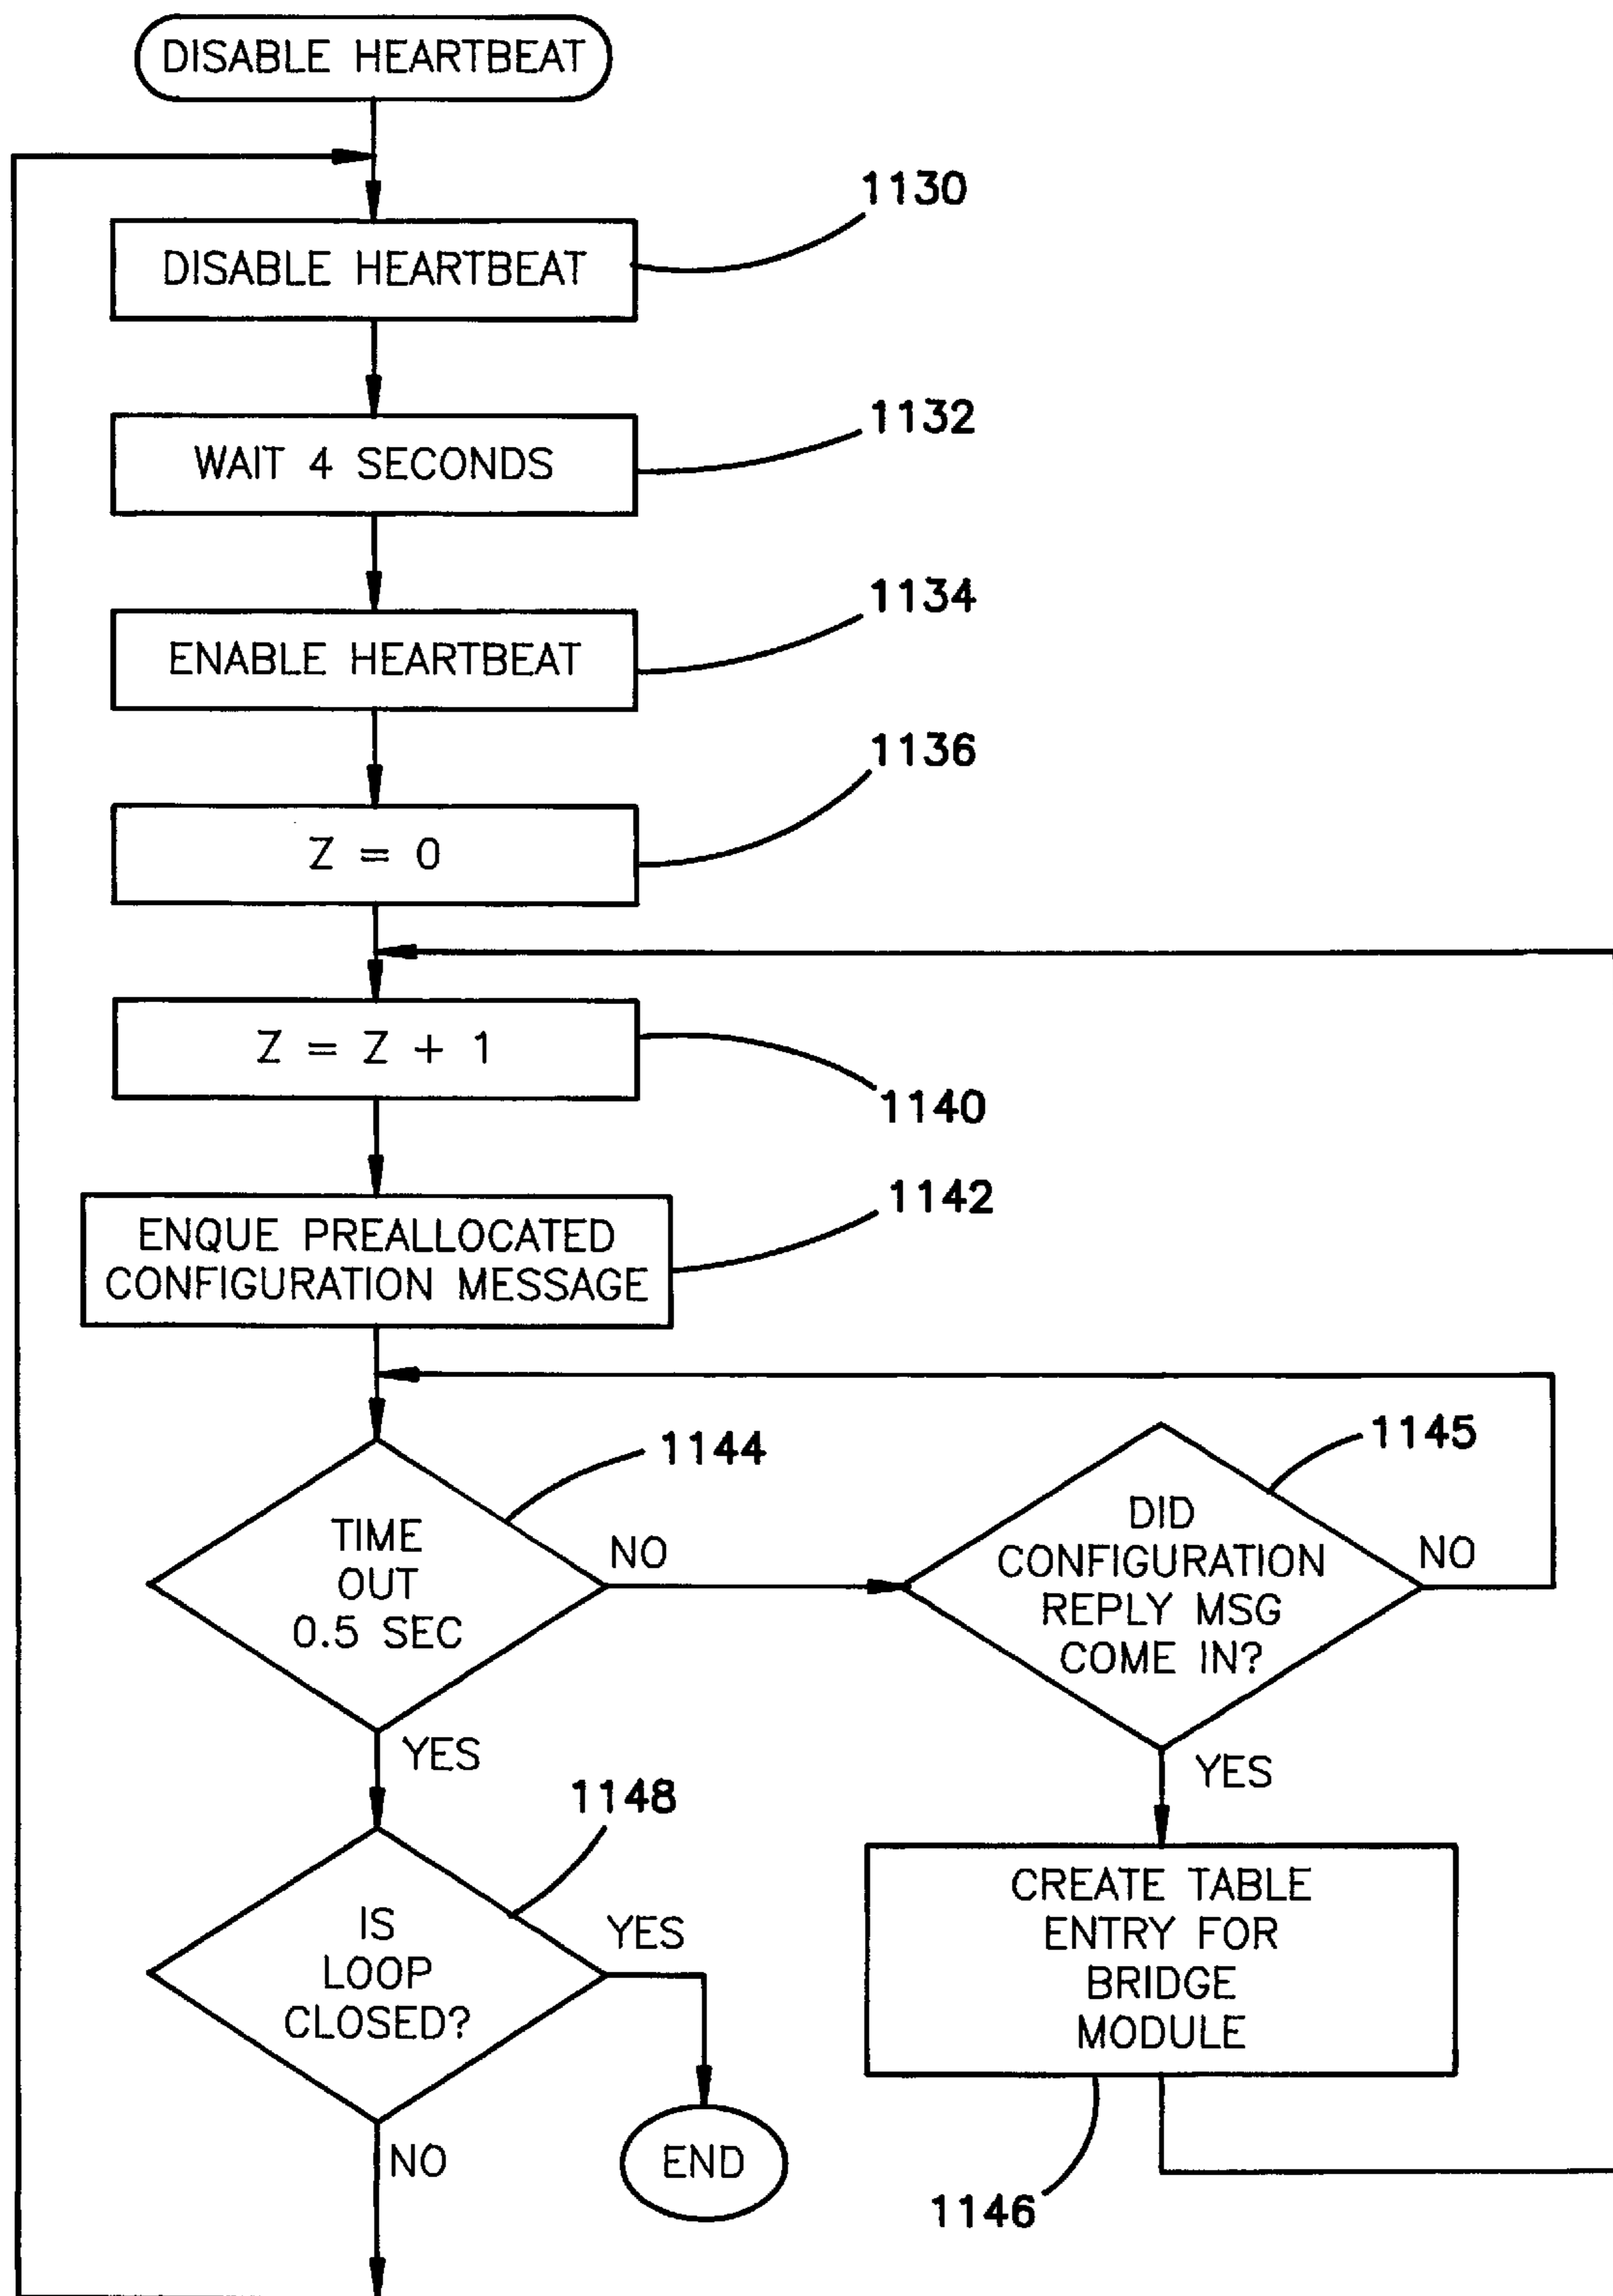 DISABLE HEARTBEAT
1130
DISABLE HEARTBEAT
1132
WAIT 4 SECONDS
1134
ENABLE HEARTBEAT
1136
Z = 0
Z = Z + 1
1140
1142
ENQUE PREALLOCATED
CONFIGURATION MESSAGE
1144
TIME
OUT
0.5 SEC
NO
YES
1145
DID
CONFIGURATION
REPLY MSG
COME IN?
NO
YES
1148
IS
LOOP
CLOSED?
YES
NO
END
CREATE TABLE
ENTRY FOR
BRIDGE
MODULE
1146